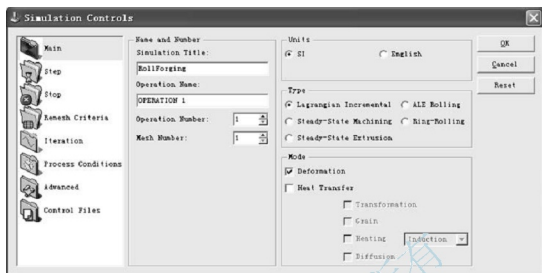 Simulation Controls
Main
Step
Stop
Remesh Criteria
Iteration
Process Conditions
Advanced
Control Files
Name and Number
Simulation Title:
RollForging
Operation Name:
OPERATION 1
Operation Number: 1
Mesh Number: 1
Units
SI English
Type
Lagrangian Incremental ALE Rolling
Steady-State Machining Ring-Rolling
Steady-State Extrusion
Mode
Deformation
Heat Transfer
Transformation
Grain
Heating Induction
Diffusion
OK
Cancel
Reset